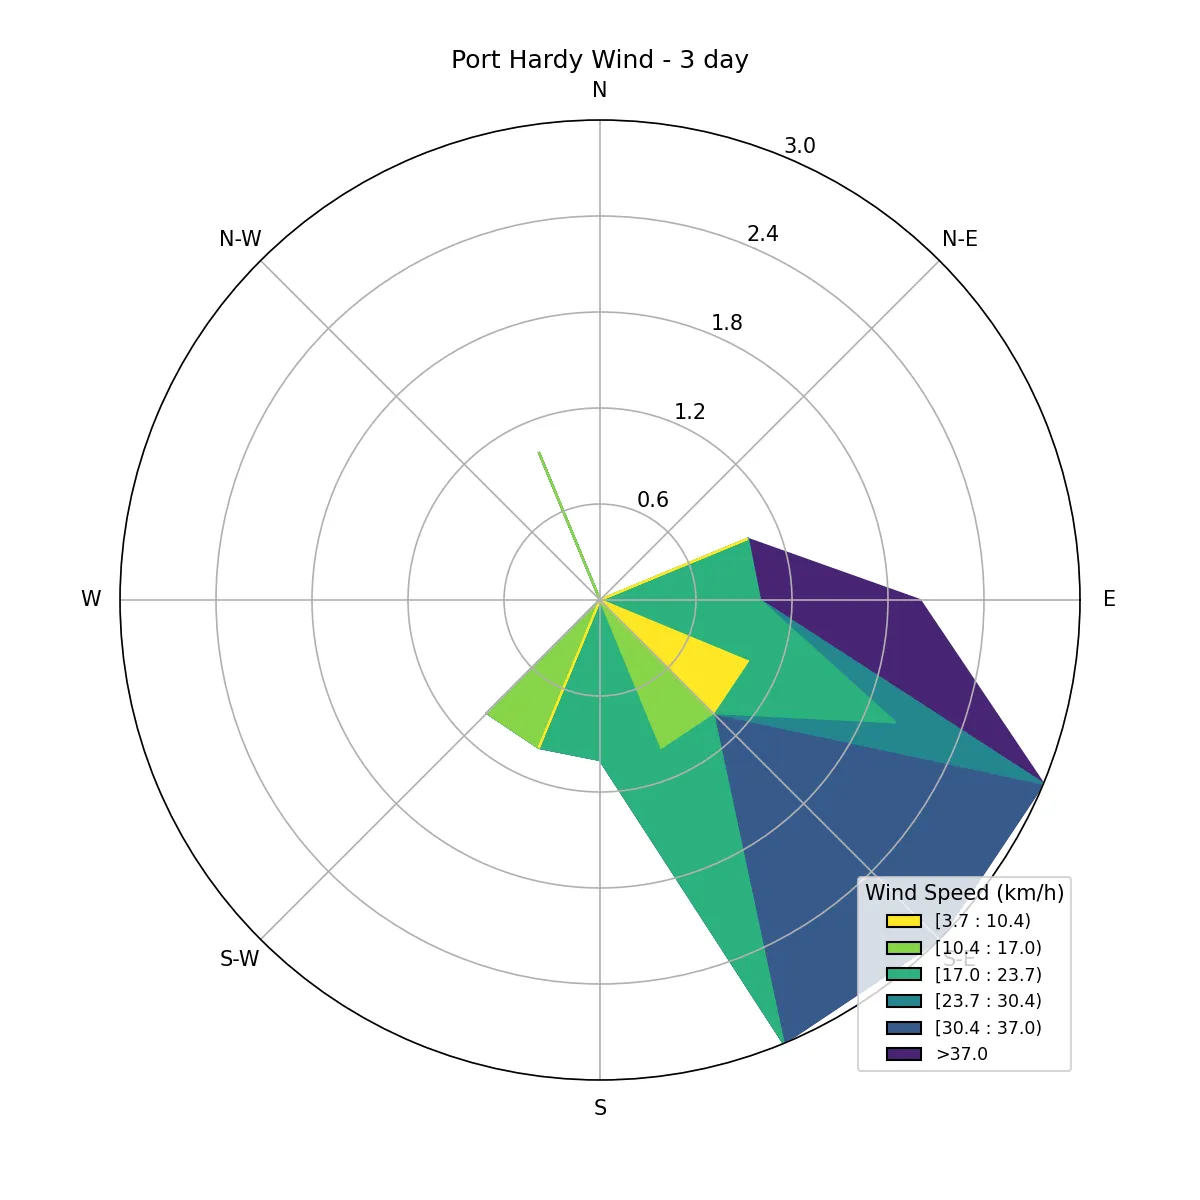 Port Hardy Wind - 3 day
N
3.0
N-W
N-E
2.4
1.8
1.2
0.6
W
E
Wind Speed (km/h)
[3.7 : 10.4)
[10.4 : 17.0)
S-W
S-E
[17.0 : 23.7)
[23.7 : 30.4)
[30.4 : 37.0)
>37.0
S